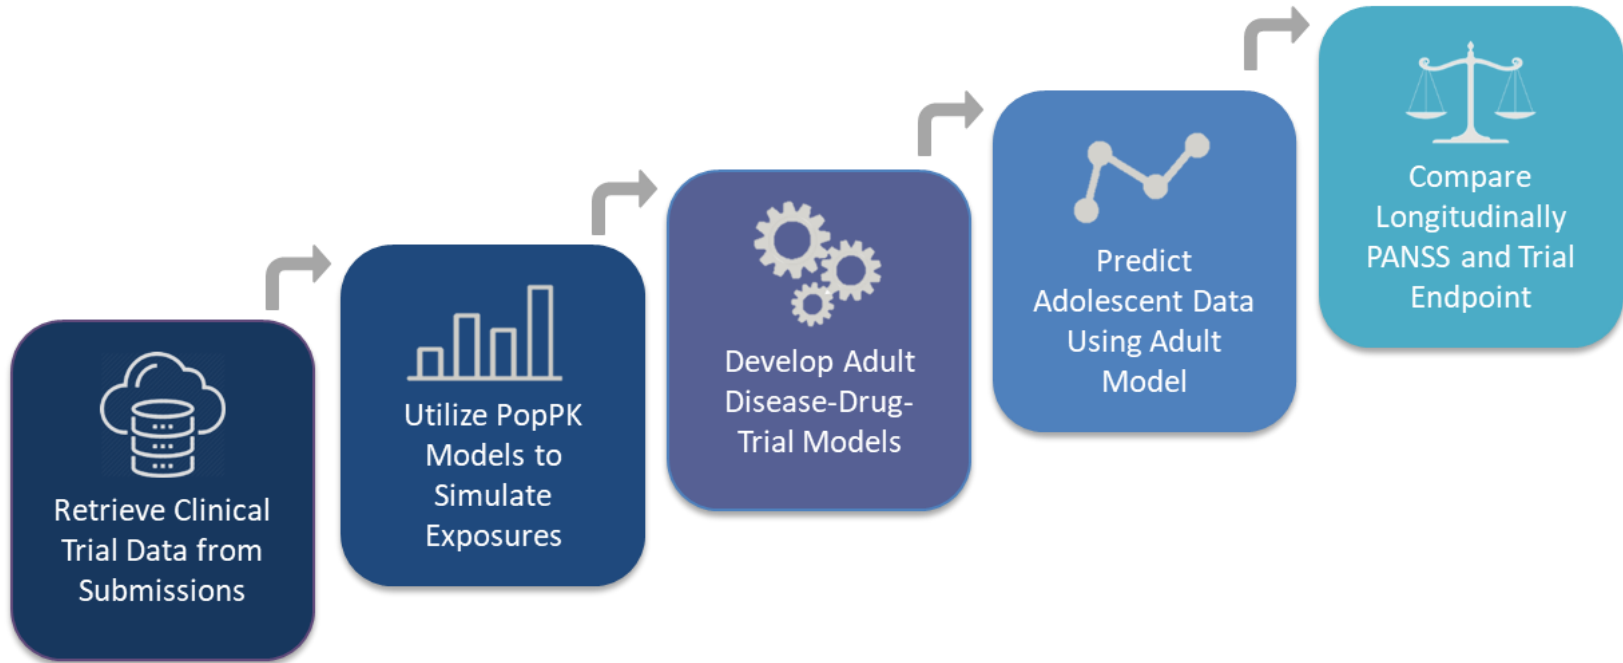 Retrieve Clinical
Trial Data from
Submissions
Utilize PopPK
Models to
Simulate
Exposures
Develop Adult
Disease-Drug-
Trial Models
Predict
Adolescent Data
Using Adult
Model
Compare
Longitudinally
PANSS and Trial
Endpoint